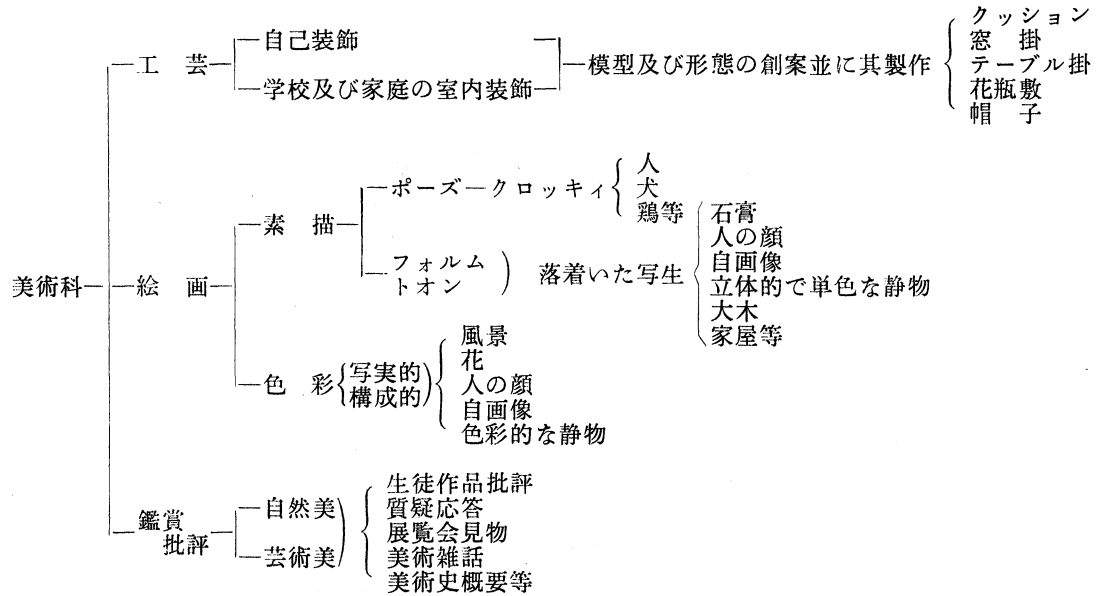 美術科
工芸
自己装飾
学校及び家庭の室内装飾
模型及び形態の創案並に其製作
クッション
窓掛
テーブル掛
花瓶敷
帽子
絵画
素描
ポーズ―クロッキィ
人
犬
鶏等
フォルム
トオン
落着いた写生
石膏
人の顔
自画像
立体的で単色な静物
大木
家屋等
色彩
写実的
構成的
風景
花
人の顔
自画像
色彩的な静物
鑑賞
批評
自然美
芸術美
生徒作品批評
質疑応答
展覧会見物
美術雑話
美術史概要等